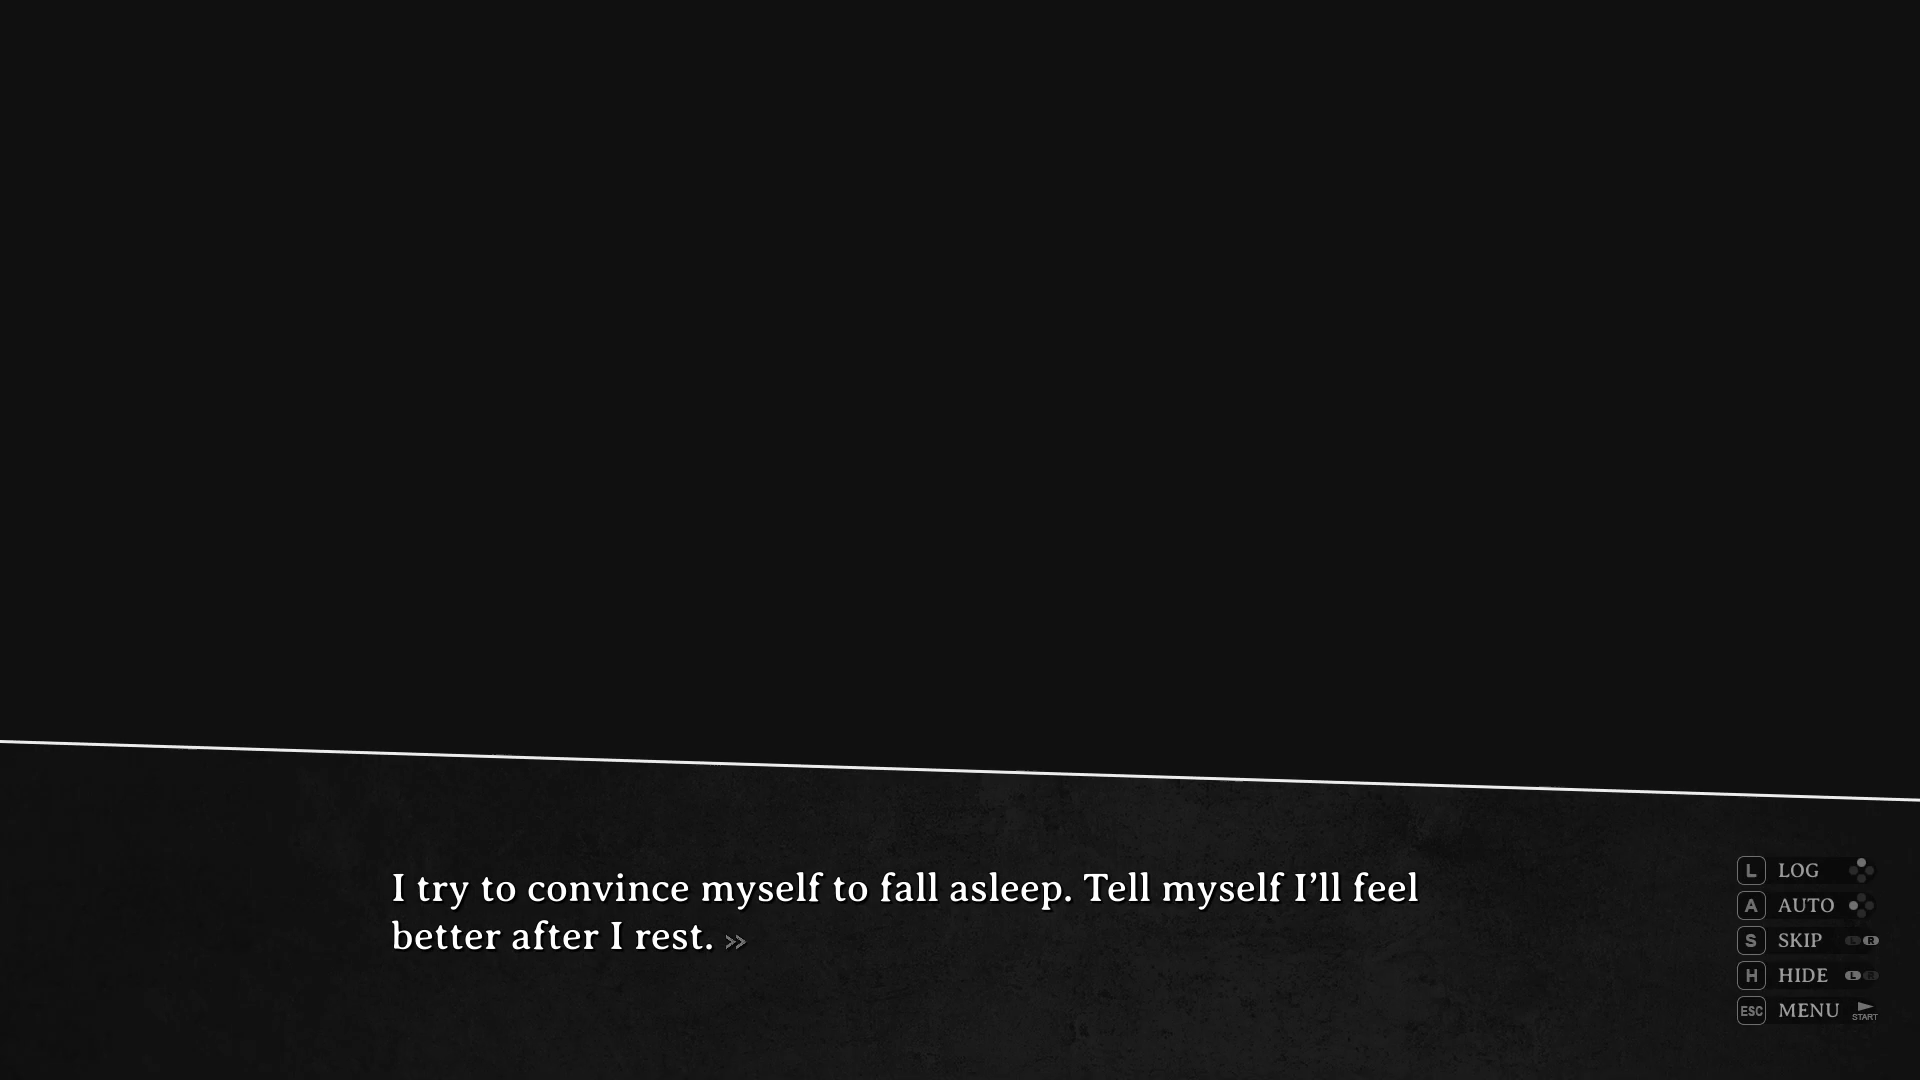 I try to convince myself to fall asleep. Tell myself I’ll feel
better after I rest. »
L LOG
A AUTO
S SKIP L R
H HIDE L R
ESC MENU START